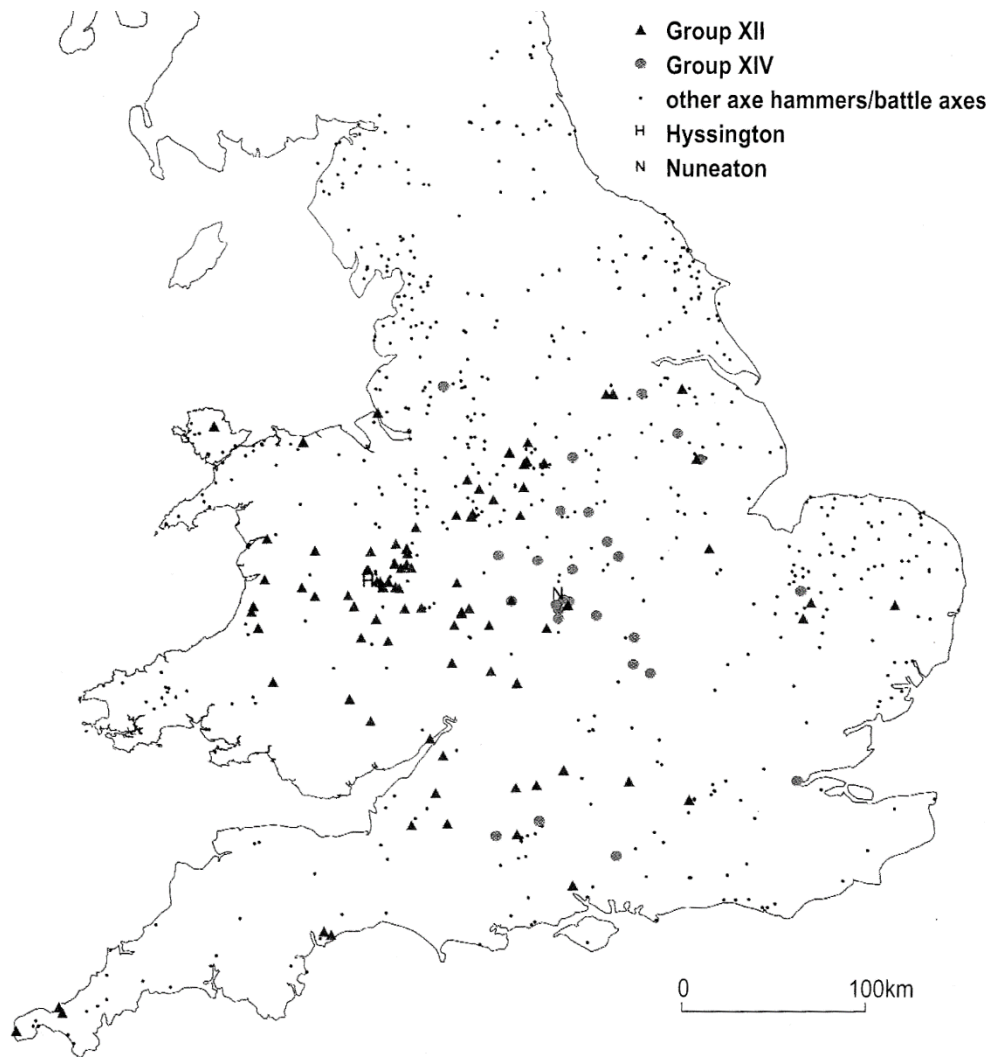 Group XII
Group XIV
other axe hammers/battle axes
H Hyssington
N Nuneaton
H
N
0 100km